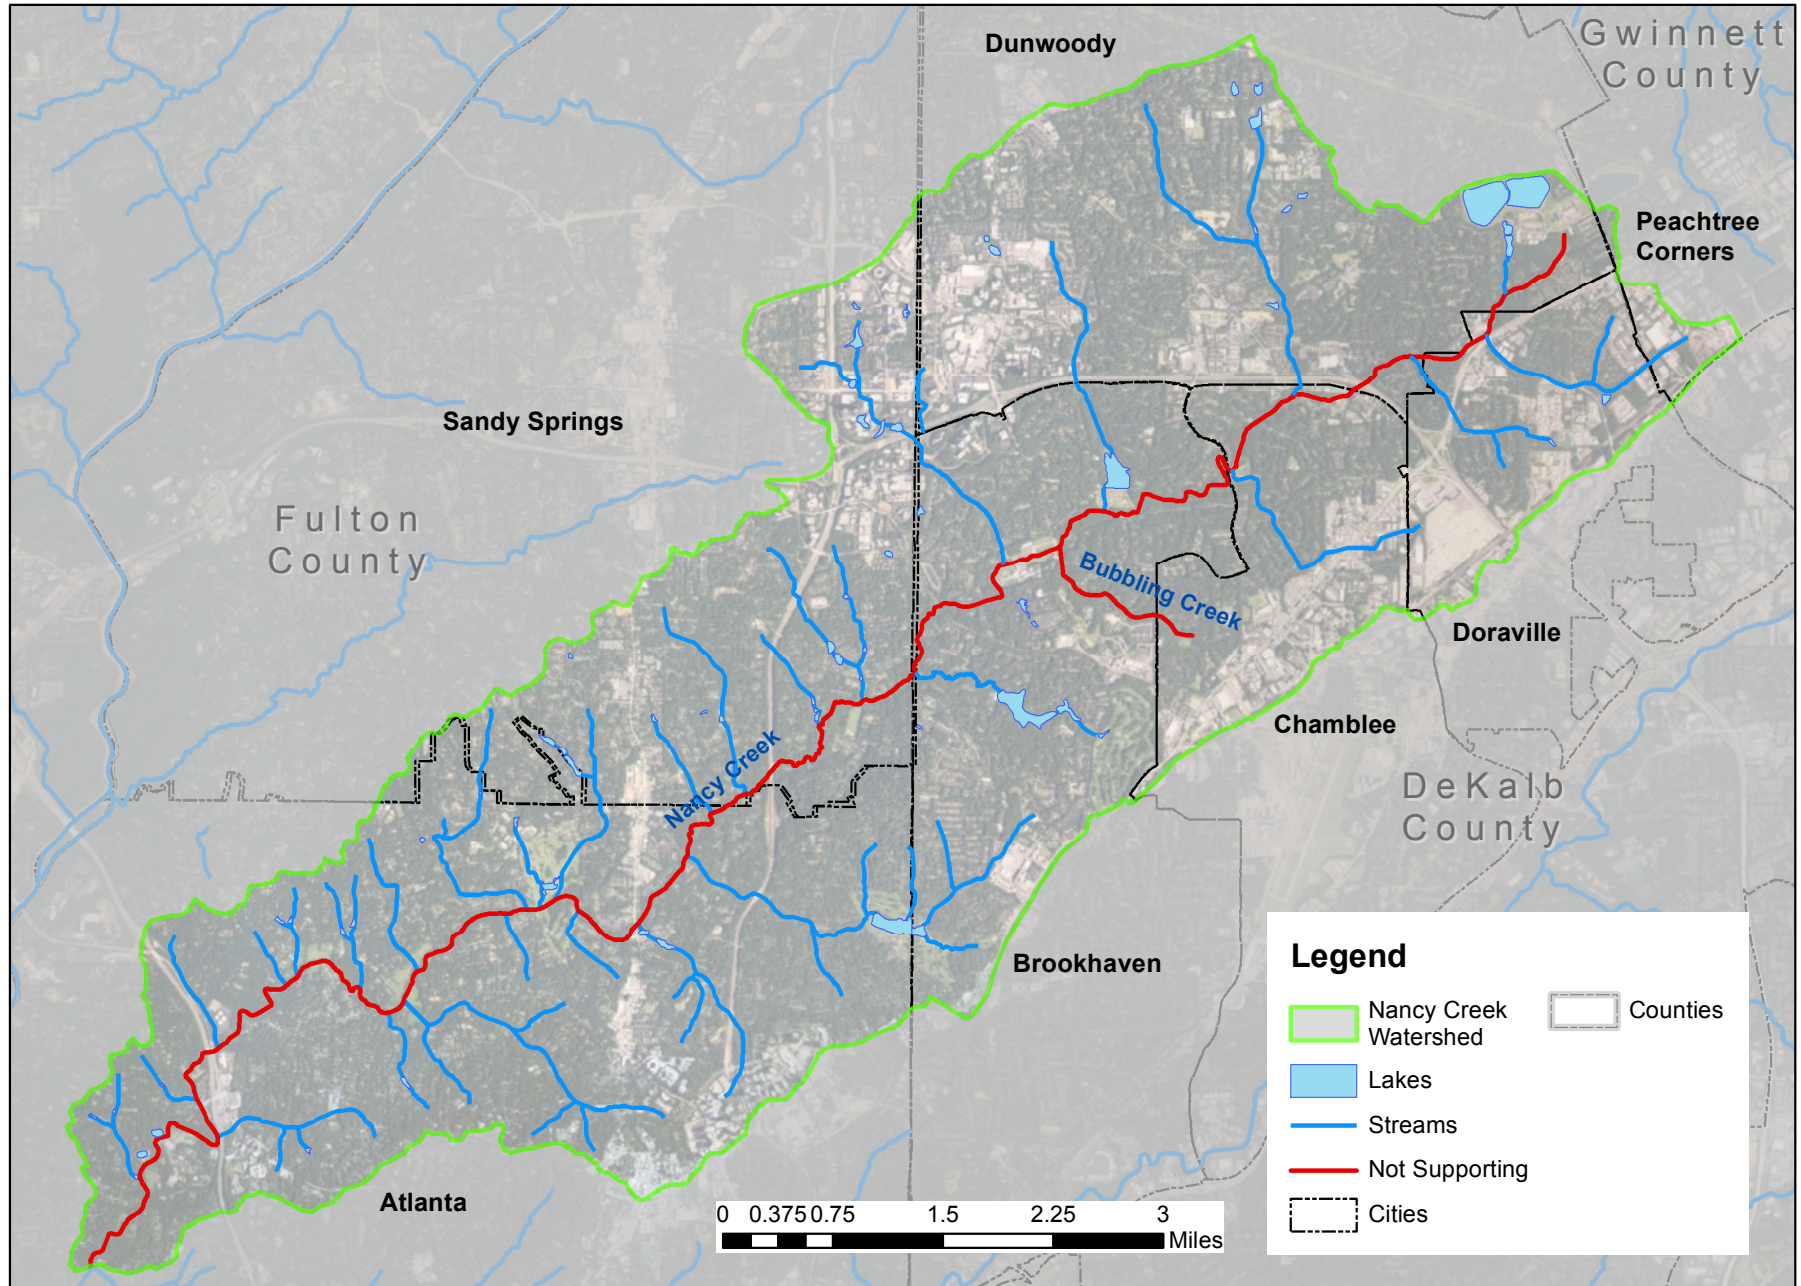 Dunwoody
Gwinnett
County
Peachtree
Corners
Sandy Springs
Fulton
County
Bubbling Creek
Doraville
Chamblee
Nancy Creek
DeKalb
County
Brookhaven
Atlanta
Legend
Nancy Creek
Watershed
Counties
Lakes
Streams
Not Supporting
Cities
0 0.375 0.75 1.5 2.25 3
Miles